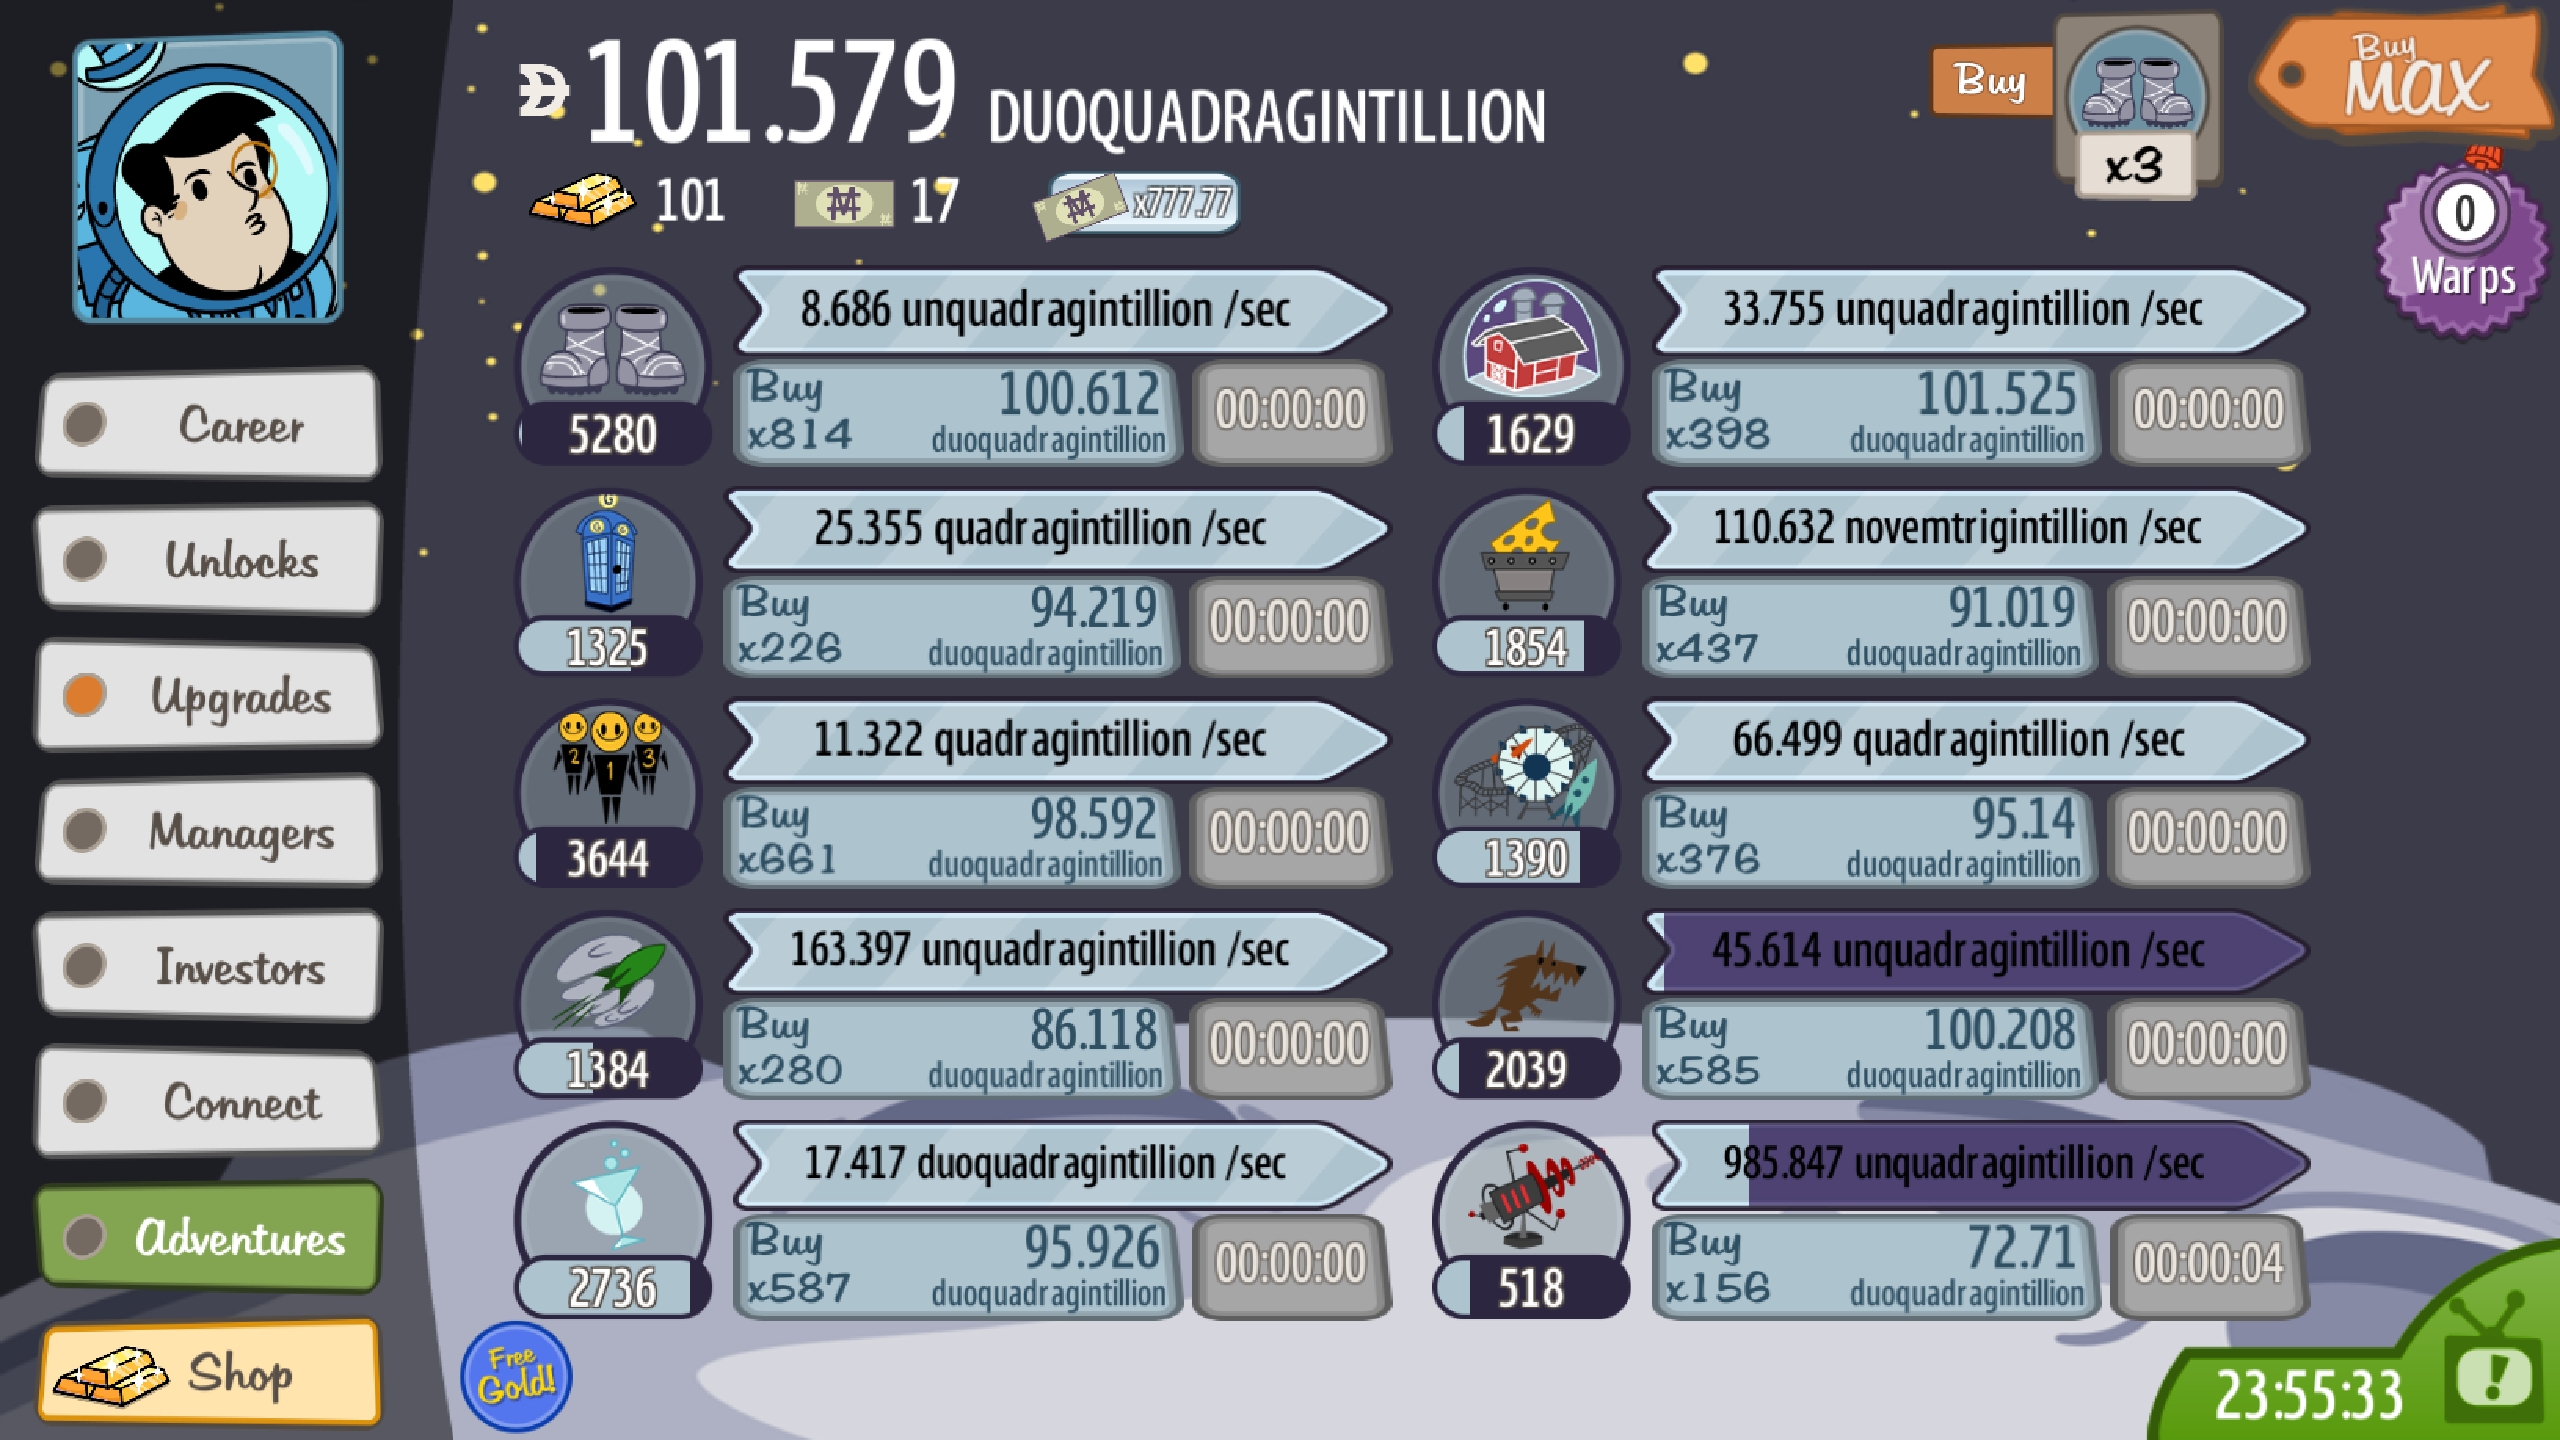 101.579 DUOQUADRAGINTILLION
Buy
x3
Buy
MAX
101
17
x777.77
0
Warps
Career
Unlocks
Upgrades
Managers
Investors
Connect
Adventures
Shop
8.686 unquadragintillion /sec
5280
Buy
x814
100.612
duoquadragintillion
00:00:00
33.755 unquadragintillion /sec
1629
Buy
x398
101.525
duoquadragintillion
00:00:00
25.355 quadragintillion /sec
1325
Buy
x226
94.219
duoquadragintillion
00:00:00
110.632 novemtrigintillion /sec
1854
Buy
x437
91.019
duoquadragintillion
00:00:00
11.322 quadragintillion /sec
2 1 3
3644
Buy
x661
98.592
duoquadragintillion
00:00:00
66.499 quadragintillion /sec
1390
Buy
x376
95.14
duoquadragintillion
00:00:00
163.397 unquadragintillion /sec
1384
Buy
x280
86.118
duoquadragintillion
00:00:00
45.614 unquadragintillion /sec
2039
Buy
x585
100.208
duoquadragintillion
00:00:00
17.417 duoquadragintillion /sec
2736
Buy
x587
95.926
duoquadragintillion
00:00:00
985.847 unquadragintillion /sec
518
Buy
x156
72.71
duoquadragintillion
00:00:04
Free
Gold!
23:55:33
!